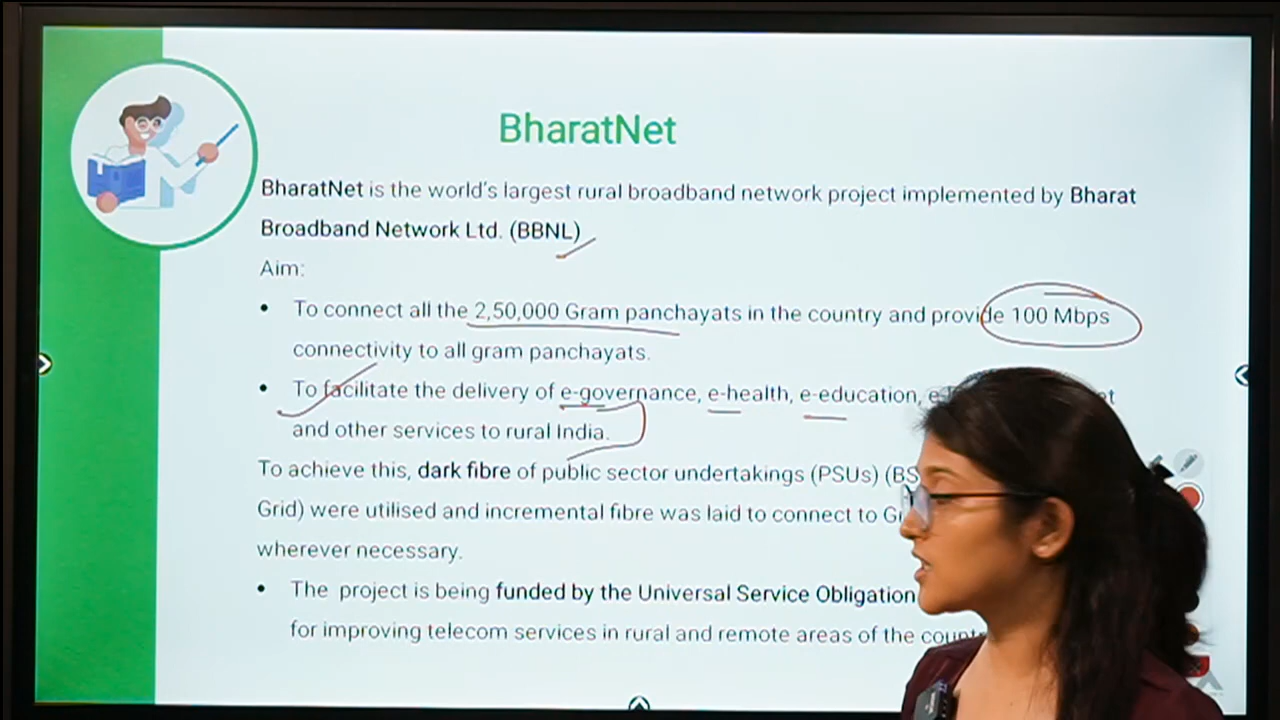 BharatNet
BharatNet is the world's largest rural broadband network project implemented by Bharat
Broadband Network Ltd. (BBNL)
Aim:
• To connect all the 2,50,000 Gram panchayats in the country and provide 100 Mbps
connectivity to all gram panchayats.
• To facilitate the delivery of e-governance, e-health, e-education,
and other services to rural India.
To achieve this, dark fibre of public sector undertakings (PSUs)
Grid) were utilised and incremental fibre was laid to connect to
wherever necessary.
• The project is being funded by the Universal Service Obligation
for improving telecom services in rural and remote areas of the